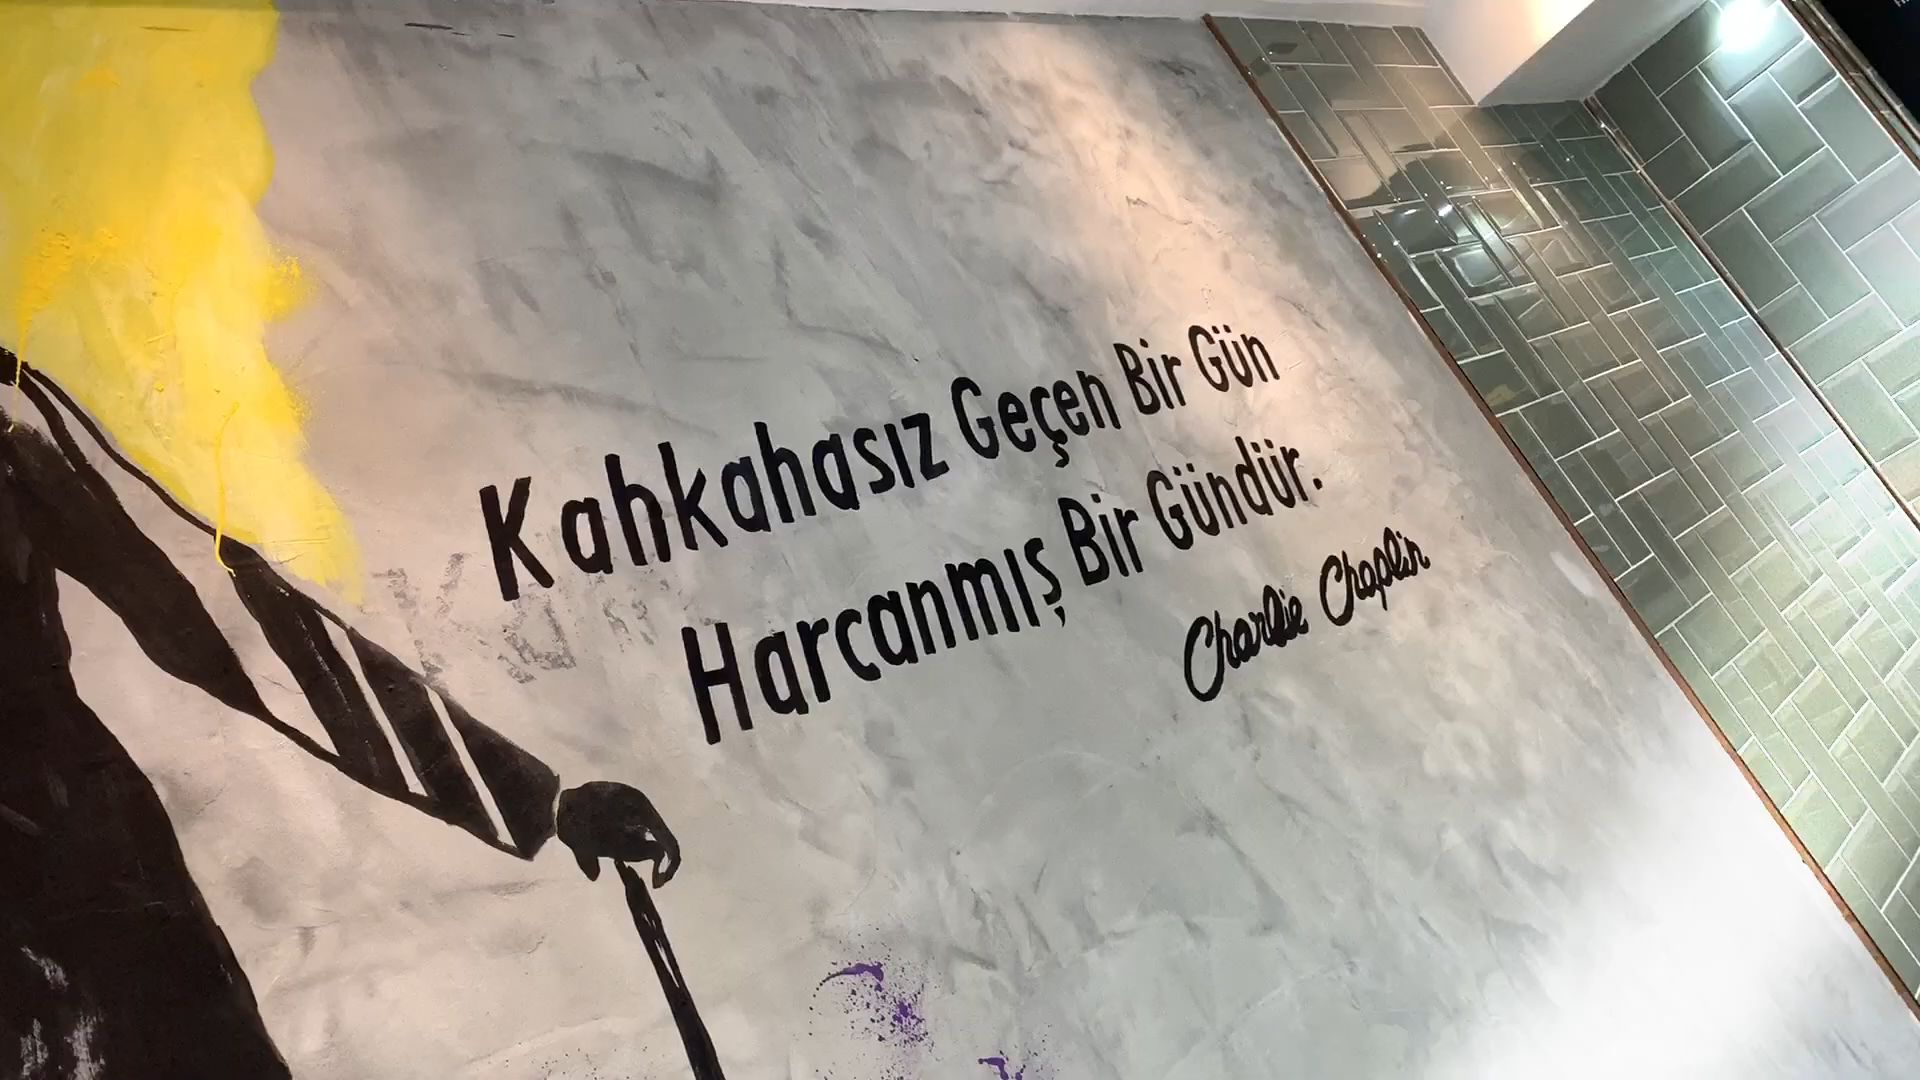 Kahkahasız Geçen Bir Gün
Harcanmış Bir Gündür.
Charlie Chaplin